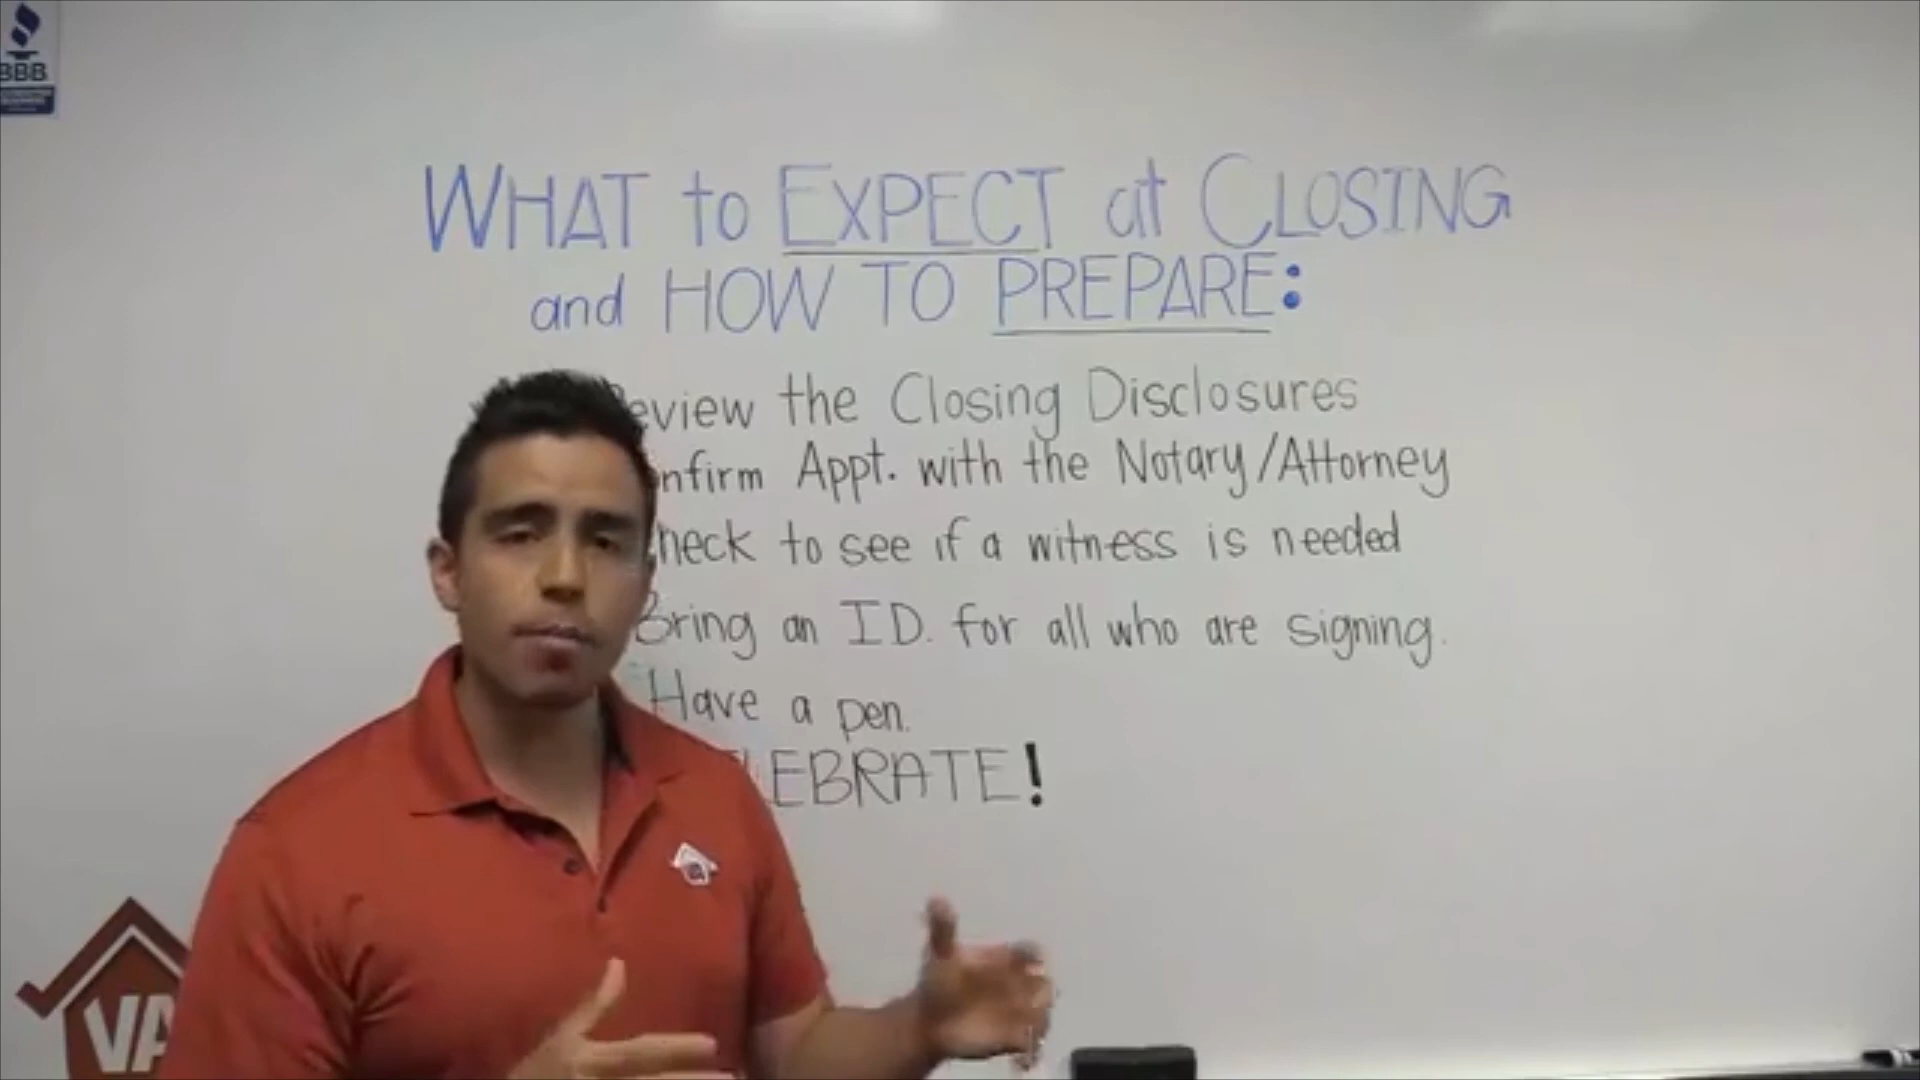 BBB
WHAT to EXPECT at CLOSING
and HOW TO PREPARE:
eview the Closing Disclosures
nfirm Appt. with the Notary/Attorney
heck to see if a witness is needed
Bring an I.D. for all who are signing.
Have a pen.
LEBRATE!
VA
VA